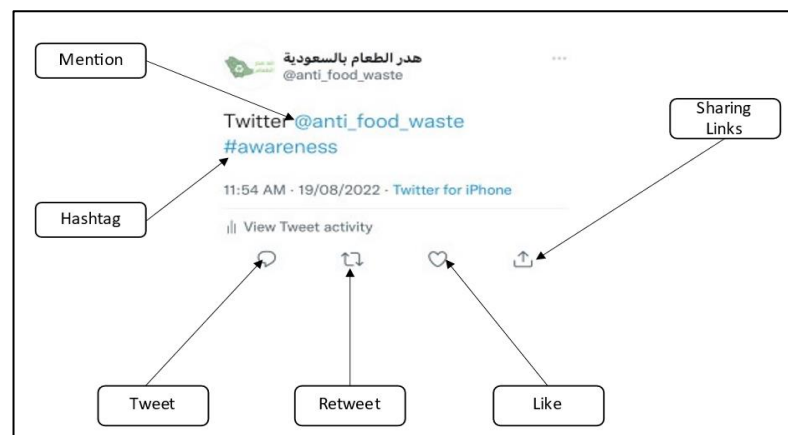 Mention
هدر الطعام بالسعودية
@anti_food_waste
...
Sharing
Links
Twitter @anti_food_waste
#awareness
11:54 AM · 19/08/2022 · Twitter for iPhone
Hashtag
View Tweet activity
Tweet
Retweet
Like